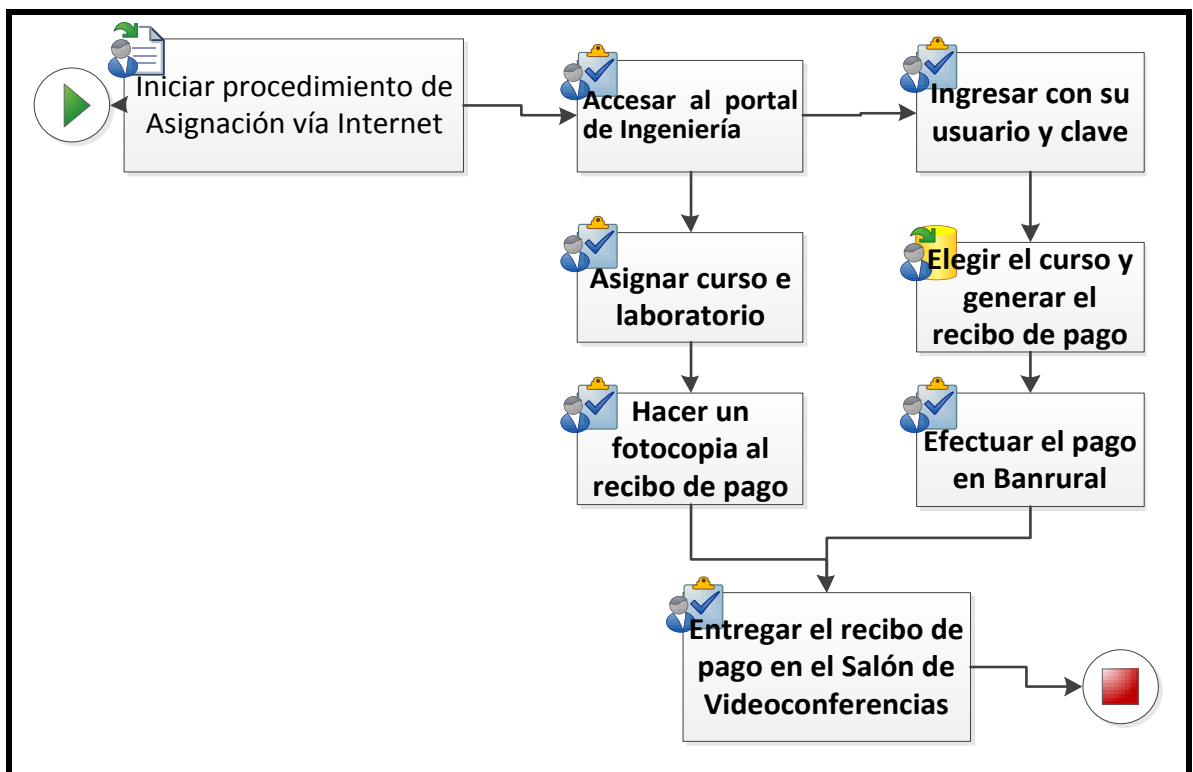 Iniciar procedimiento de
Asignación vía Internet
Accesar al portal
de Ingeniería
Ingresar con su
usuario y clave
Asignar curso e
laboratorio
Elegir el curso y
generar el
recibo de pago
Hacer un
fotocopia al
recibo de pago
Efectuar el pago
en Banrural
Entregar el recibo de
pago en el Salón de
Videoconferencias